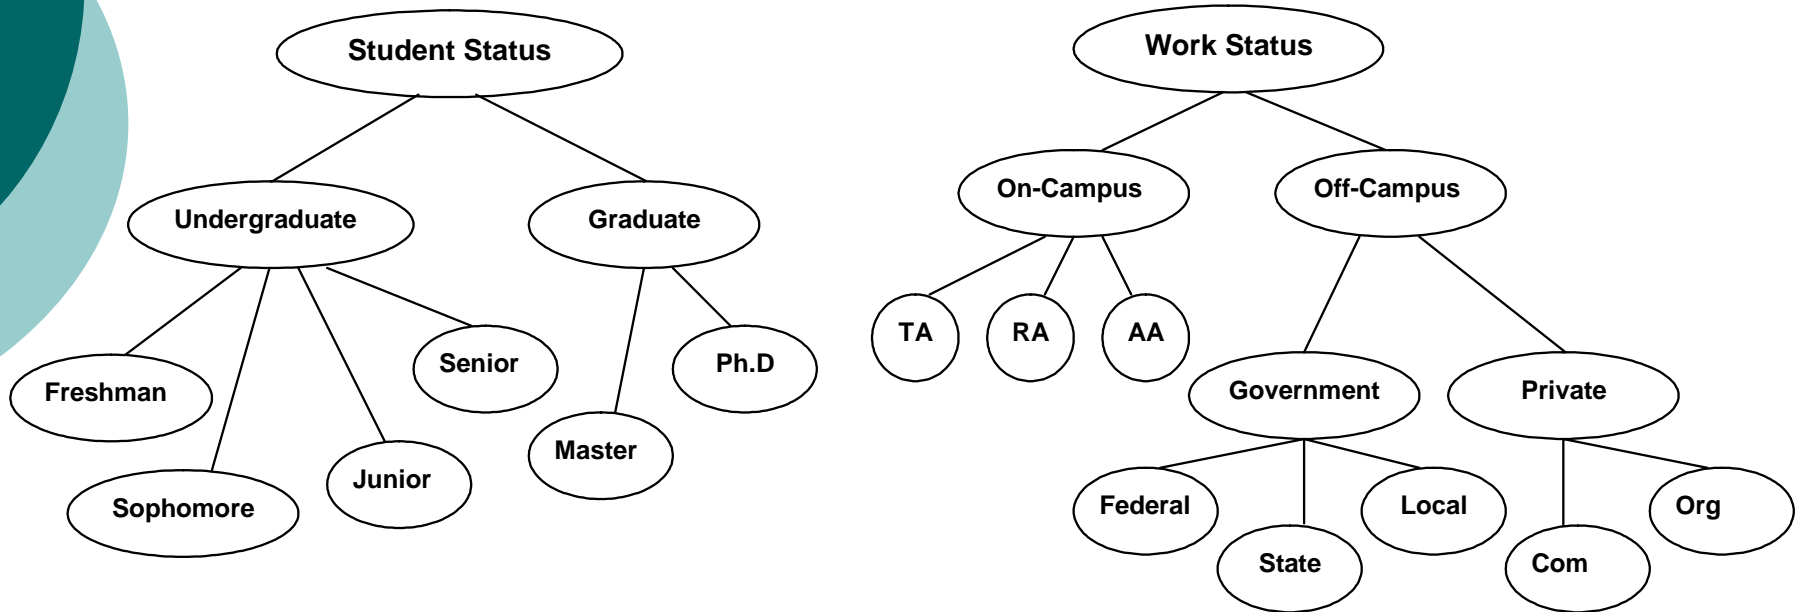 Student Status
Undergraduate
Graduate
Freshman
Sophomore
Junior
Senior
Master
Ph.D
Work Status
On-Campus
Off-Campus
TA
RA
AA
Government
Private
Federal
State
Local
Com
Org